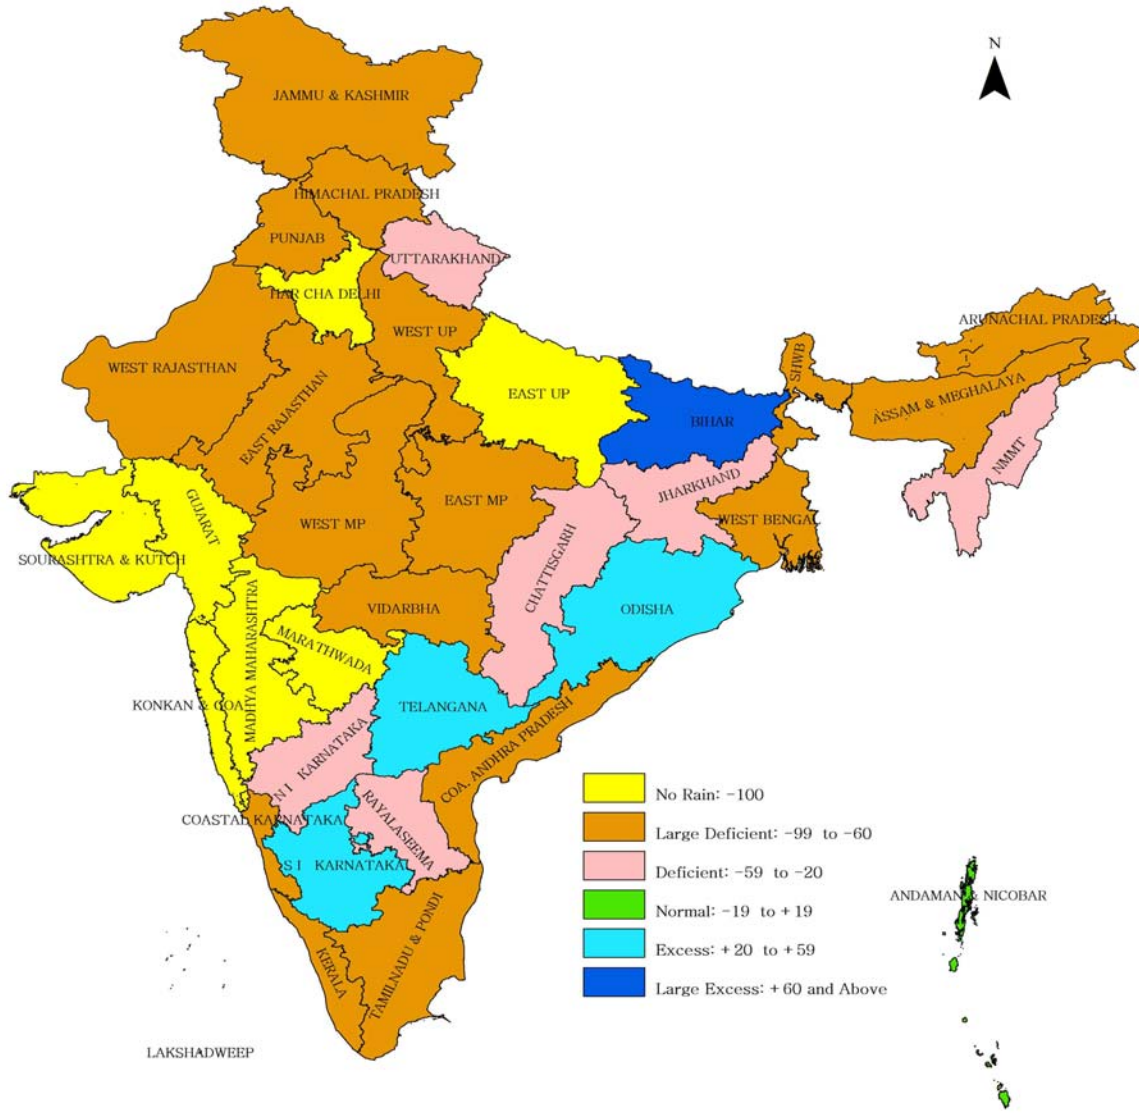 N
JAMMU & KASHMIR
HIMACHAL PRADESH
PUNJAB
UTTARAKHAND
HAR CHA DELHI
ARUNACHAL PRADESH
WEST UP
WEST RAJASTHAN
SHWB
EAST RAJASTHAN
EAST UP
ASSAM & MEGHALAYA
BIHAR
NMMT
JHARKHAND
GUJARAT
EAST MP
WEST MP
WEST BENGAL
SOURASHTRA & KUTCH
CHATTISGARH
VIDARBHA
ODISHA
MADHYA MAHARASHTRA
MARATHWADA
KONKAN & GOA
TELANGANA
COA. ANDHRA PRADESH
N I KARNATAKA
No Rain: -100
COASTAL KARNATAKA
RAYALASEEMA
Large Deficient: -99 to -60
S I KARNATAKA
Deficient: -59 to -20
ANDAMAN & NICOBAR
Normal: -19 to +19
Excess: +20 to +59
KERALA
TAMILNADU & PONDI
Large Excess: +60 and Above
LAKSHADWEEP